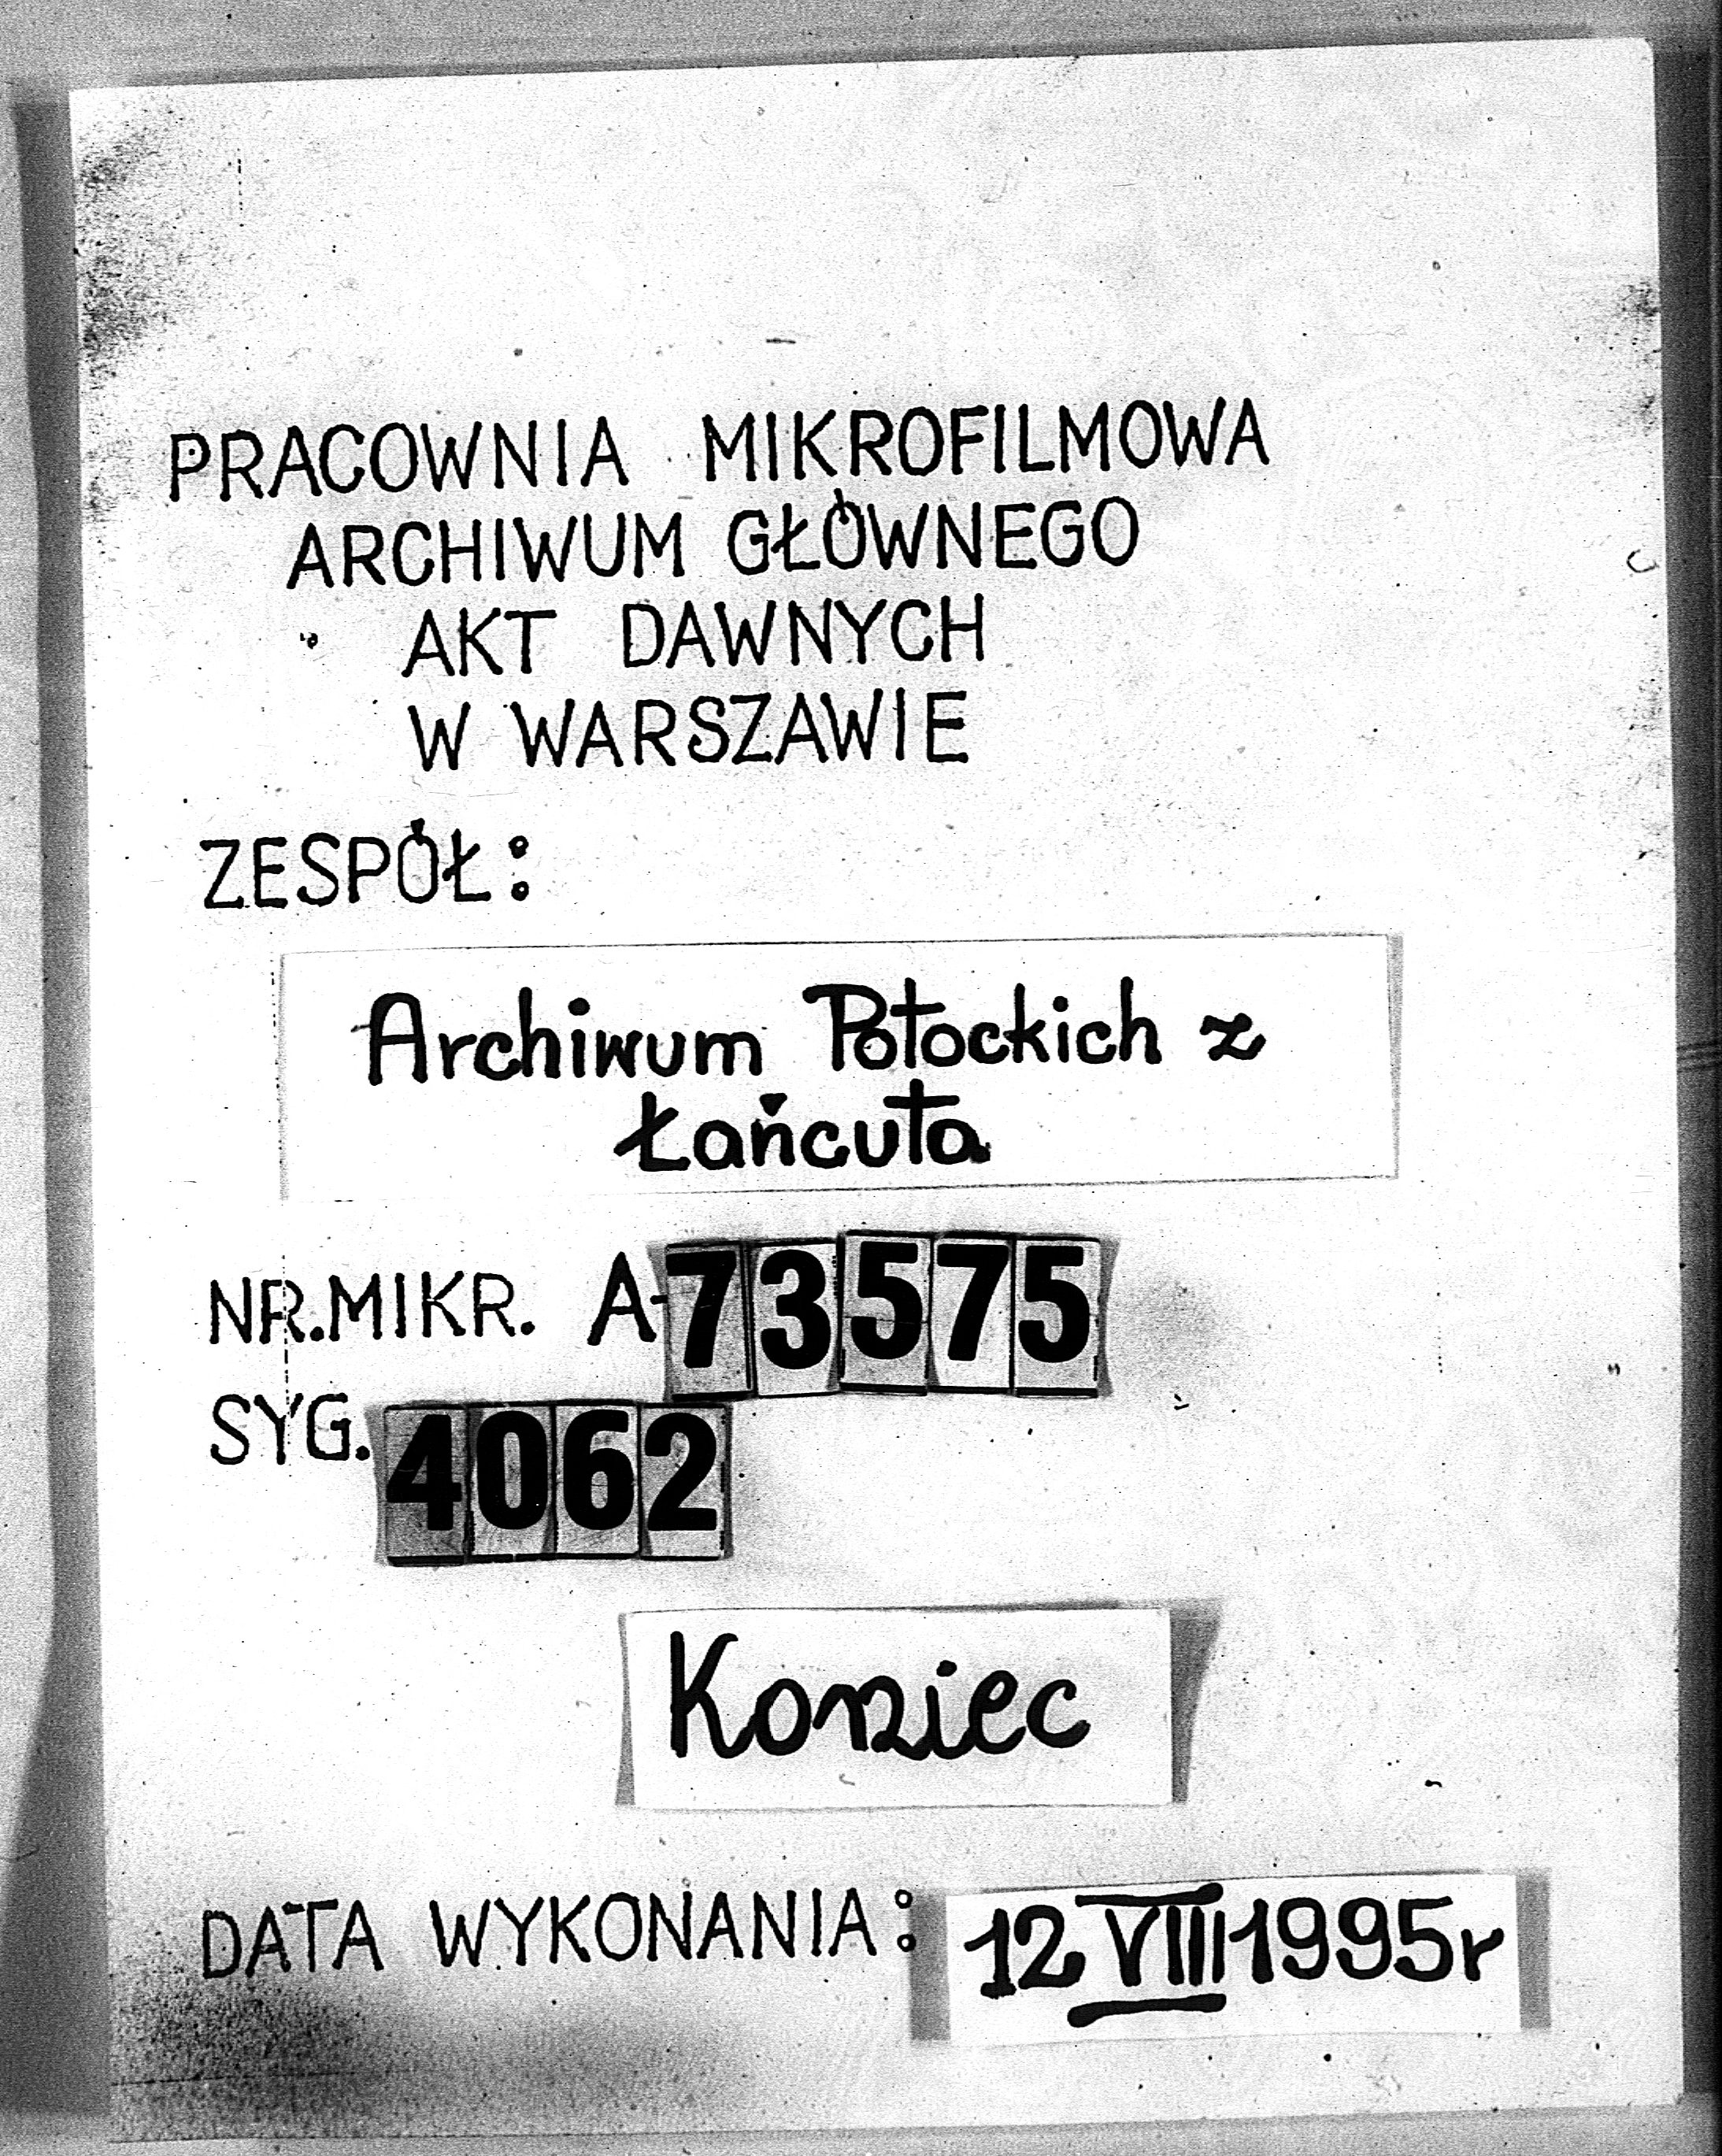 PRACOWNIA MIKROFILMOWA
ARCHIWUM GŁÓWNEGO
AKT DAWNYCH
W WARSZAWIE
ZESPÓŁ:
Archiwum Potockich z
Łańcuta
NR.MIKR. A-73575
SYG. 4062
Koniec
DATA WYKONANIA: 12 VIII 1995r